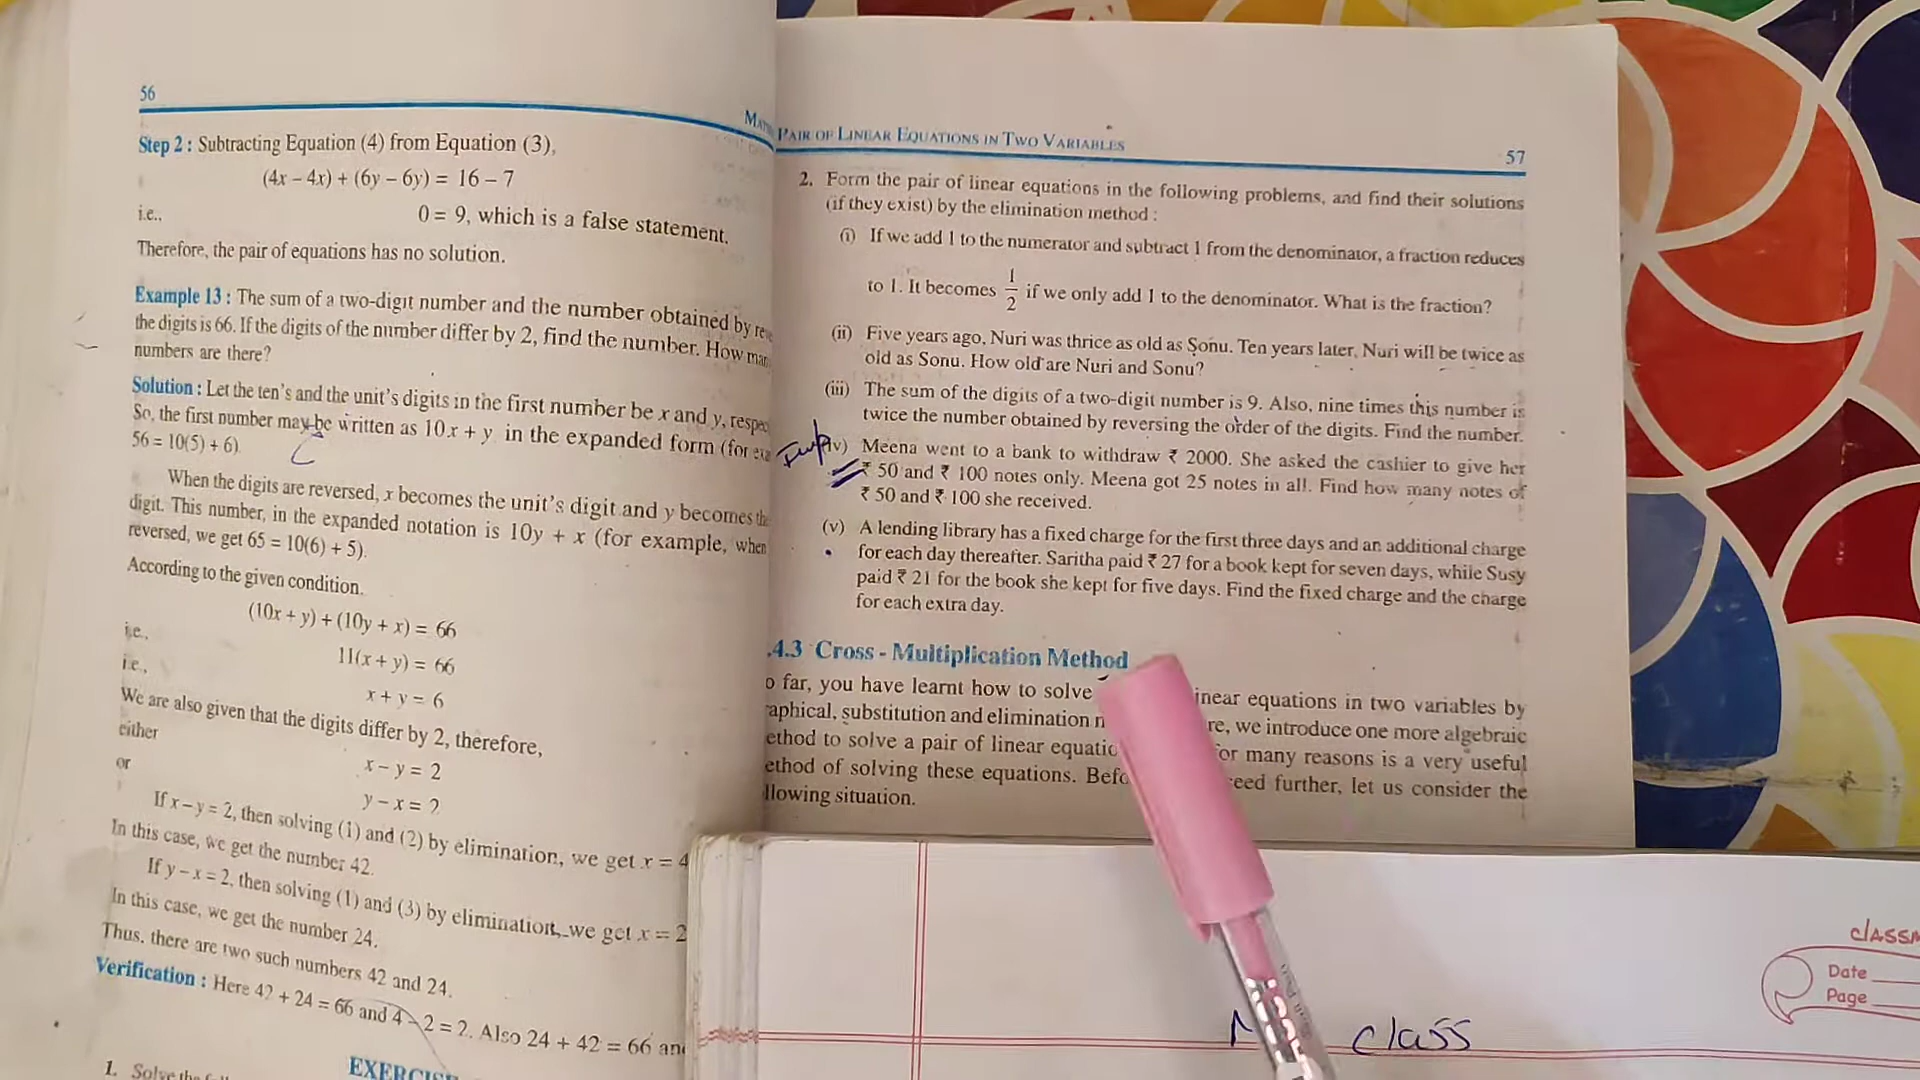 56
Step 2 : Subtracting Equation (4) from Equation (3),
(4x – 4x) + (6y – 6y) = 16 – 7
i.e., 0 = 9, which is a false statement.
Therefore, the pair of equations has no solution.
Example 13 : The sum of a two-digit number and the number obtained by
the digits is 66. If the digits of the number differ by 2, find the number. How
numbers are there?
Solution : Let the ten's and the unit's digits in the first number be x and y,
So, the first number may be written as 10x + y in the expanded form (for
56 = 10(5) + 6).
When the digits are reversed, x becomes the unit's digit and y becomes
digit. This number, in the expanded notation is 10y + x (for example, when
reversed, we get 65 = 10(6) + 5).
According to the given condition.
(10x + y) + (10y + x) = 66
i.e., 11(x + y) = 66
i.e., x + y = 6
We are also given that the digits differ by 2, therefore,
either x – y = 2
or y – x = 2
If x – y = 2, then solving (1) and (2) by elimination, we get x = 4
In this case, we get the number 42.
If y – x = 2, then solving (1) and (3) by elimination, we get x = 2
In this case, we get the number 24.
Thus, there are two such numbers 42 and 24.
Verification : Here 42 + 24 = 66 and 4 – 2 = 2. Also 24 + 42 = 66
1. Solve the
PAIR OF LINEAR EQUATIONS IN TWO VARIABLES
57
2. Form the pair of linear equations in the following problems, and find their solutions
(if they exist) by the elimination method :
(i) If we add 1 to the numerator and subtract 1 from the denominator, a fraction reduces
to 1. It becomes 1/2 if we only add 1 to the denominator. What is the fraction?
(ii) Five years ago, Nuri was thrice as old as Sonu. Ten years later, Nuri will be twice as
old as Sonu. How old are Nuri and Sonu?
(iii) The sum of the digits of a two-digit number is 9. Also, nine times this number is
twice the number obtained by reversing the order of the digits. Find the number.
Meena went to a bank to withdraw ₹ 2000. She asked the cashier to give her
₹ 50 and ₹ 100 notes only. Meena got 25 notes in all. Find how many notes of
₹ 50 and ₹ 100 she received.
(v) A lending library has a fixed charge for the first three days and an additional charge
for each day thereafter. Saritha paid ₹ 27 for a book kept for seven days, while Susy
paid ₹ 21 for the book she kept for five days. Find the fixed charge and the charge
for each extra day.
.4.3 Cross - Multiplication Method
far, you have learnt how to solve equations in two variables by
substitution and elimination we introduce one more algebraic
to solve a pair of linear for many reasons is a very useful
of solving these equations. further, let us consider the
situation.
Date
Page
class